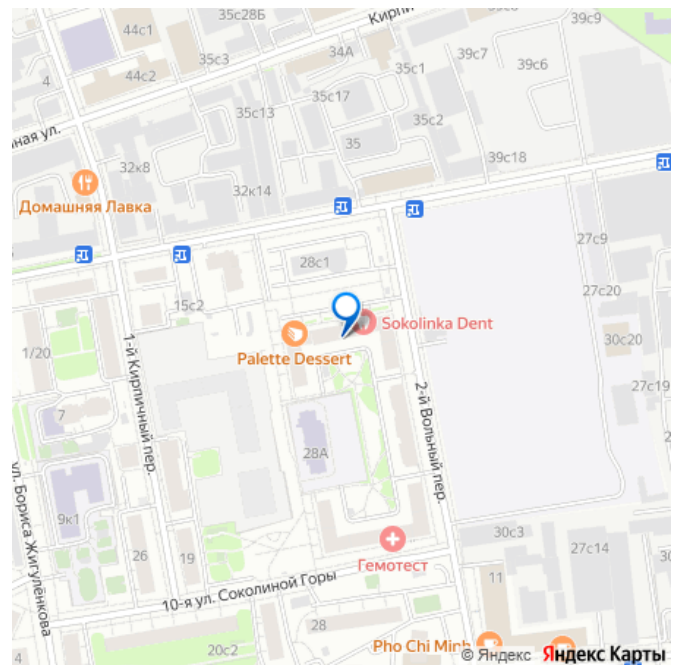 35с28Б
Кирпи
39с9
44с1
34А
35с3
39с7
39с6
4
44с2
35с1
35с17
35с13
35с2
ная ул.
35
32к8
39с18
32к14
Домашняя Лавка
27с9
28с1
27с20
15с2
Sokolinka Dent
30с20
1/20
Palette Dessert
1-й Кирпичный пер.
2-й Вольный пер.
27с19
7
28А
2
ул. Бориса Жигулёнкова
9к1
30с3
26
19
Гемотест
27с14
10-я ул. Соколиной Горы
11
28
20с2
Pho Chi Minh
© Яндекс Яндекс Карты